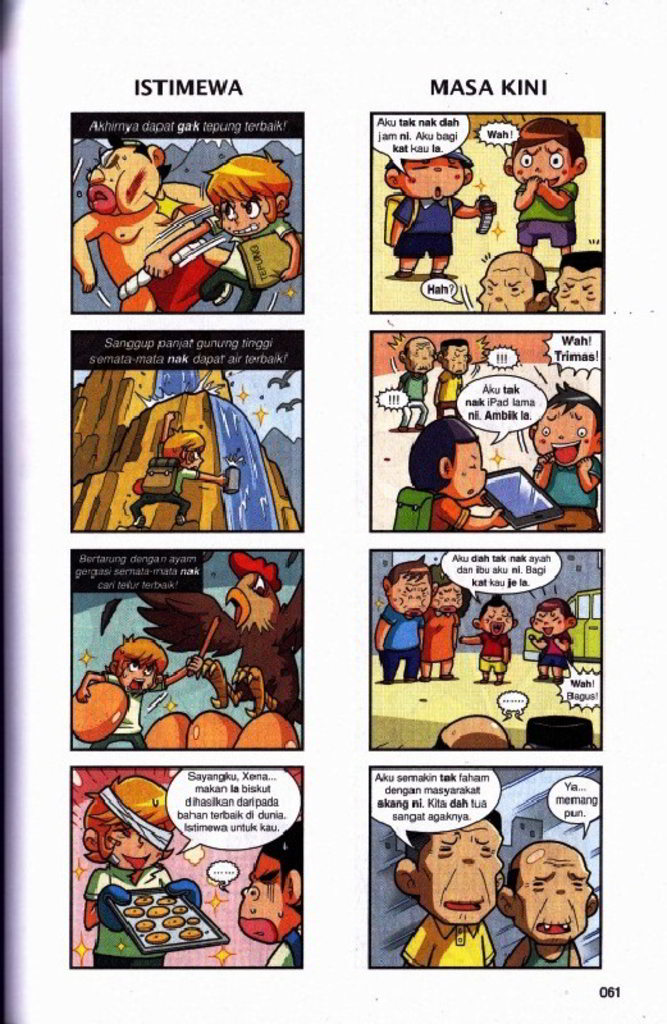 ISTIMEWA
Akhirnya dapat gak tepung terbaik!
TEPUNG
Sanggup panjat gunung tinggi
semata-mata nak dapat air terbaik!
Bertarung dengan ayam
gergasi semata-mata nak
cari telur terbaik!
Sayangku, Xena...
makan la biskut
dihasilkan daripada
bahan terbaik di dunia.
Istimewa untuk kau.
...
MASA KINI
Aku tak nak dah
jam ni. Aku bagi
kat kau la.
Wah!
Hah?
Wah!
Trimas!
!!!
!!!
Aku tak
nak iPad lama
ni. Ambiik la.
Aku dah tak nak ayah
dan ibu aku ni. Bagi
kat kau je la.
Wah!
Bagus!
...
Aku semakin tak faham
dengan masyarakat
skang ni. Kita dah tua
sangat agaknya.
Ya...
memang
pun.
061